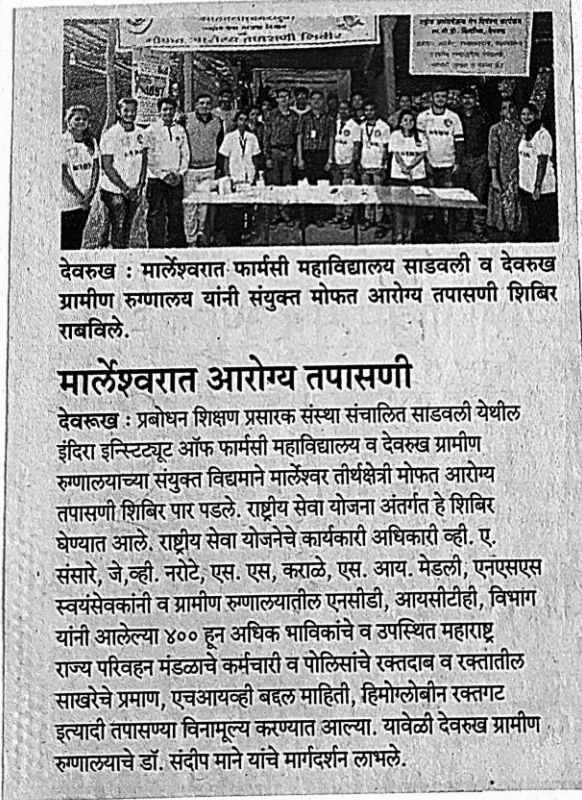 मोफत आरोग्य तपासणी शिबीर
देवरुख : मार्लेश्वरात फार्मसी महाविद्यालय साडवली व देवरुख
ग्रामीण रुग्णालय यांनी संयुक्त मोफत आरोग्य तपासणी शिबिर
राबविले.
मार्लेश्वरात आरोग्य तपासणी
देवरूख : प्रबोधन शिक्षण प्रसारक संस्था संचालित साडवली येथील
इंदिरा इन्स्टिट्यूट ऑफ फार्मसी महाविद्यालय व देवरुख ग्रामीण
रुग्णालयाच्या संयुक्त विद्यमाने मार्लेश्वर तीर्थक्षेत्री मोफत आरोग्य
तपासणी शिबिर पार पडले. राष्ट्रीय सेवा योजना अंतर्गत हे शिबिर
घेण्यात आले. राष्ट्रीय सेवा योजनेचे कार्यकारी अधिकारी व्ही. ए.
संसारे, जे,व्ही. नरोटे, एस. एस, कराळे, एस. आय. मेडली, एनएसएस
स्वयंसेवकांनी व ग्रामीण रुग्णालयातील एनसीडी, आयसीटीही, विभाग
यांनी आलेल्या ४०० हून अधिक भाविकांचे व उपस्थित महाराष्ट्र
राज्य परिवहन मंडळाचे कर्मचारी व पोलिसांचे रक्तदाब व रक्तातील
साखरेचे प्रमाण, एचआयव्ही बद्दल माहिती, हिमोग्लोबीन रक्तगट
इत्यादी तपासण्या विनामूल्य करण्यात आल्या. यावेळी देवरुख ग्रामीण
रुग्णालयाचे डॉ. संदीप माने यांचे मार्गदर्शन लाभले.